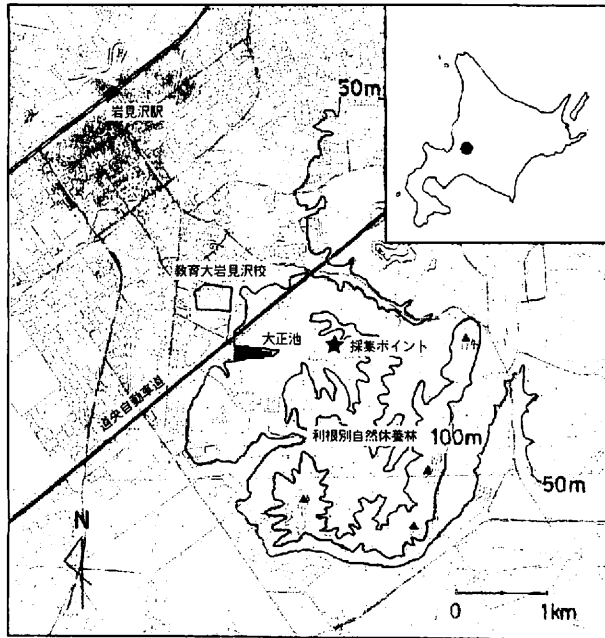 50m
岩見沢駅
教育大岩見沢校
大正池
採集ポイント
道央自動車道
利根別自然休養林
100m
50m
N
0 1km